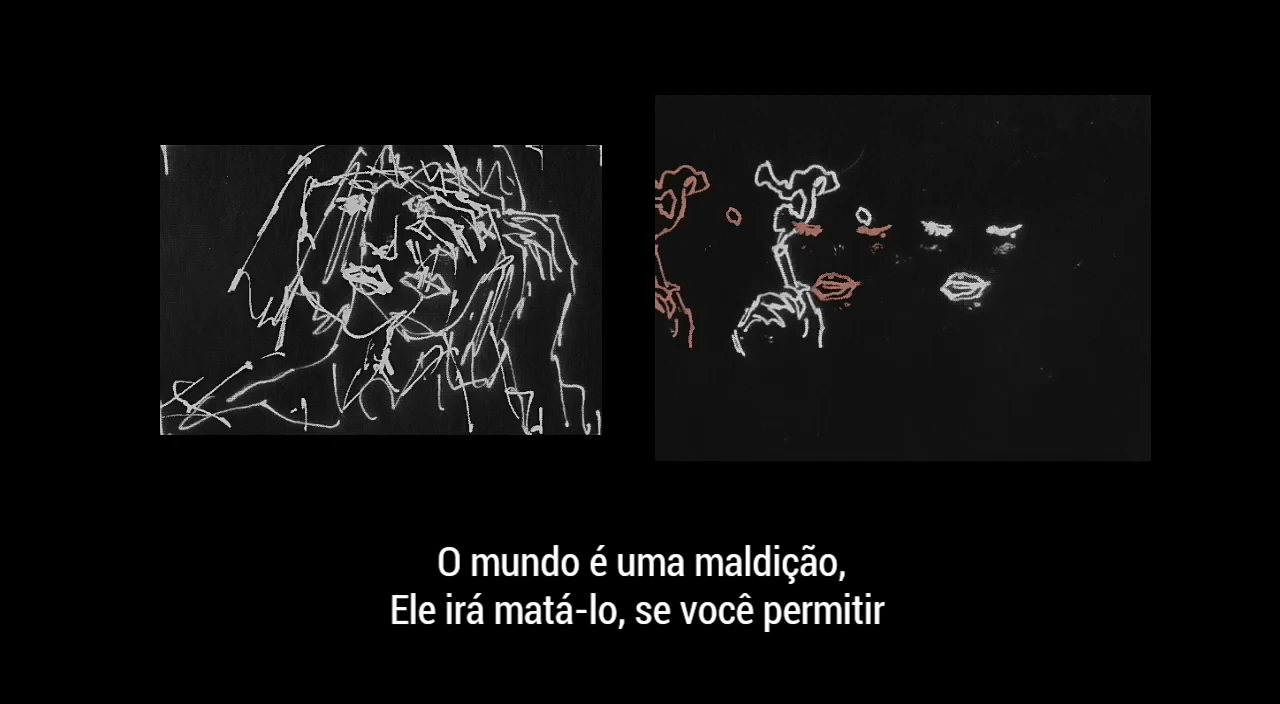 O mundo é uma maldição,
Ele irá matá-lo, se você permitir